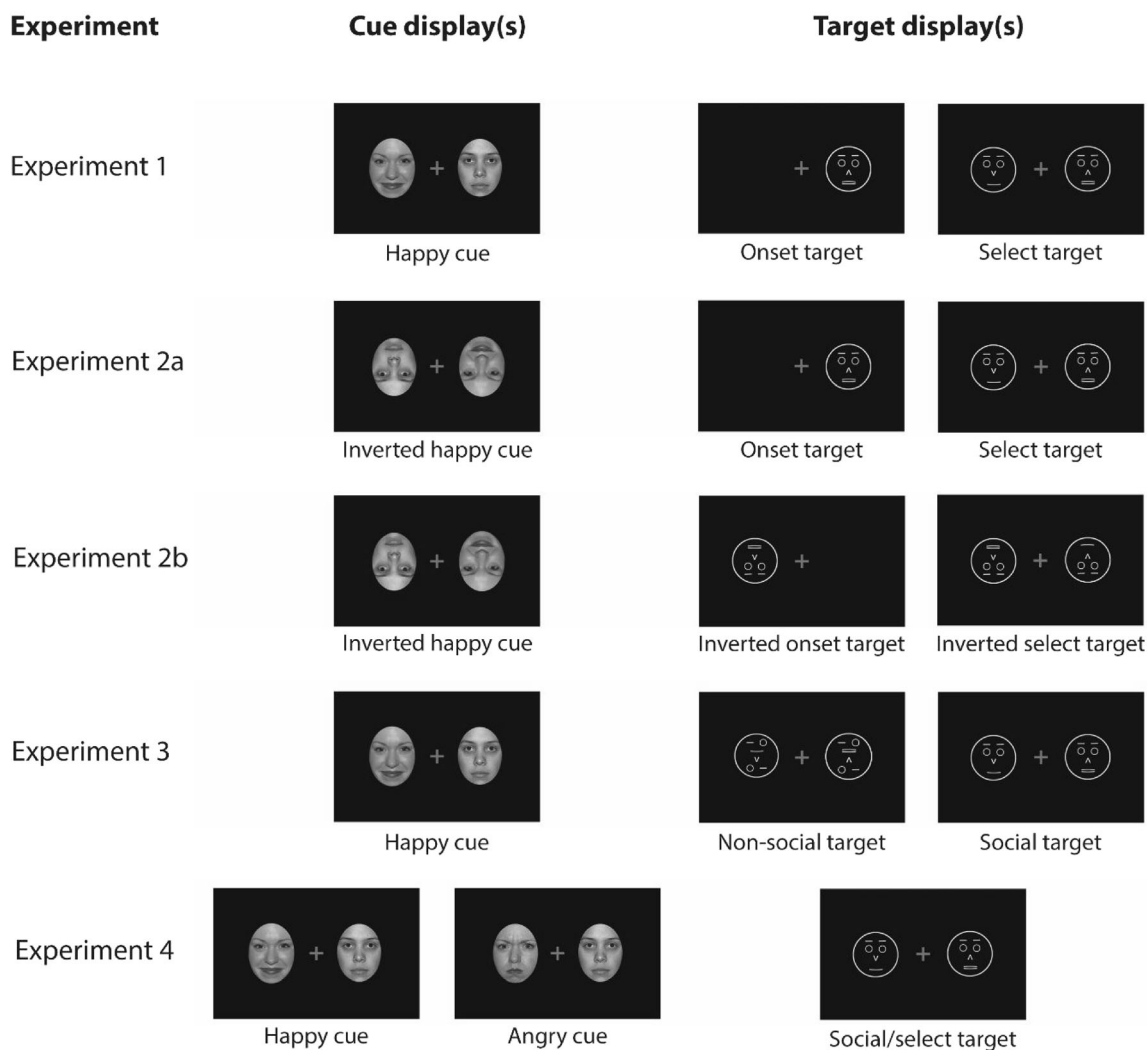 Experiment Cue display(s) Target display(s)
Experiment 1
Happy cue Onset target Select target
Experiment 2a
Inverted happy cue Onset target Select target
Experiment 2b
Inverted happy cue Inverted onset target Inverted select target
Experiment 3
Happy cue Non-social target Social target
Experiment 4
Happy cue Angry cue Social/select target